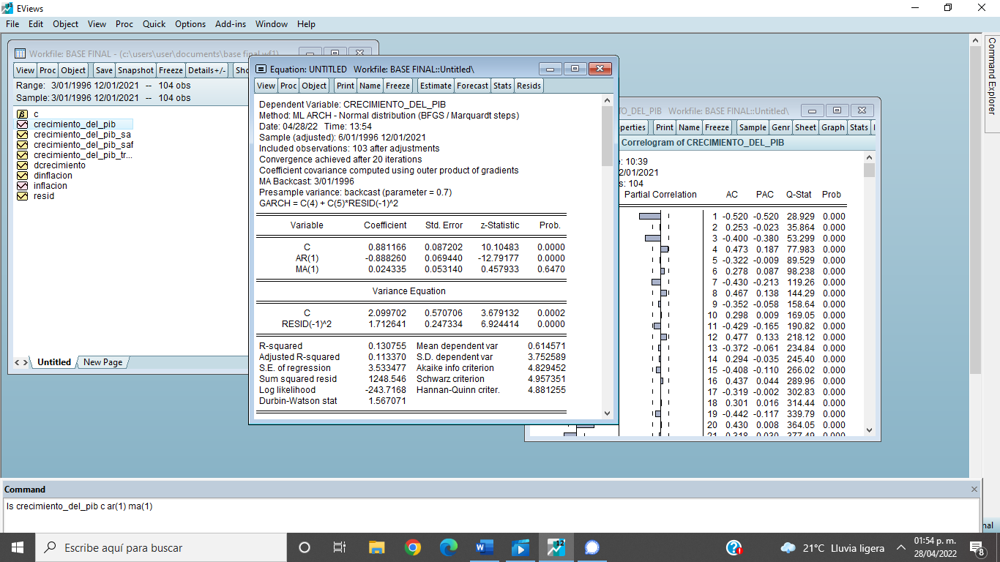 EViews
File Edit Object View Proc Quick Options Add-ins Window Help
Workfile: BASE FINAL - (c:\users\user\documents\base final.wf1)
View Proc Object Save Snapshot Freeze Details+/- Sho
Range: 3/01/1996 12/01/2021 -- 104 obs
Sample: 3/01/1996 12/01/2021 -- 104 obs
c
crecimiento_del_pib
crecimiento_del_pib_sa
crecimiento_del_pib_saf
crecimiento_del_pib_tr...
dcrecimiento
dinflacion
inflacion
resid
Untitled New Page
Equation: UNTITLED Workfile: BASE FINAL::Untitled\
View Proc Object Print Name Freeze Estimate Forecast Stats Resids
Dependent Variable: CRECIMIENTO_DEL_PIB
Method: ML ARCH - Normal distribution (BFGS / Marquardt steps)
Date: 04/28/22 Time: 13:54
Sample (adjusted): 6/01/1996 12/01/2021
Included observations: 103 after adjustments
Convergence achieved after 20 iterations
Coefficient covariance computed using outer product of gradients
MA Backcast: 3/01/1996
Presample variance: backcast (parameter = 0.7)
GARCH = C(4) + C(5)*RESID(-1)^2
Variable Coefficient Std. Error z-Statistic Prob.
C 0.881166 0.087202 10.10483 0.0000
AR(1) -0.888260 0.069440 -12.79177 0.0000
MA(1) 0.024335 0.053140 0.457933 0.6470
Variance Equation
C 2.099702 0.570706 3.679132 0.0002
RESID(-1)^2 1.712641 0.247334 6.924414 0.0000
R-squared 0.130755 Mean dependent var 0.614571
Adjusted R-squared 0.113370 S.D. dependent var 3.752589
S.E. of regression 3.533477 Akaike info criterion 4.829452
Sum squared resid 1248.546 Schwarz criterion 4.957351
Log likelihood -243.7168 Hannan-Quinn criter. 4.881255
Durbin-Watson stat 1.567071
O_DEL_PIB Workfile: BASE FINAL::Untitled\
perties Print Name Freeze Sample Genr Sheet Graph Stats
Correlogram of CRECIMIENTO_DEL_PIB
e: 10:39
2/01/2021
s: 104
Partial Correlation AC PAC Q-Stat Prob
1 -0.520 -0.520 28.929 0.000
2 0.253 -0.023 35.864 0.000
3 -0.400 -0.380 53.299 0.000
4 0.473 0.187 77.983 0.000
5 -0.322 -0.009 89.529 0.000
6 0.278 0.087 98.238 0.000
7 -0.430 -0.213 119.26 0.000
8 0.467 0.138 144.29 0.000
9 -0.352 -0.058 158.64 0.000
10 0.298 0.009 169.05 0.000
11 -0.429 -0.165 190.82 0.000
12 0.477 0.133 218.12 0.000
13 -0.372 -0.061 234.84 0.000
14 0.294 -0.035 245.40 0.000
15 -0.408 -0.110 266.02 0.000
16 0.437 0.044 289.96 0.000
17 -0.319 -0.002 302.83 0.000
18 0.301 0.016 314.44 0.000
19 -0.442 -0.117 339.79 0.000
20 0.430 0.008 364.05 0.000
Command Explorer
Command
ls crecimiento_del_pib c ar(1) ma(1)
nal
Escribe aquí para buscar
12
21°C Lluvia ligera
01:54 p. m.
28/04/2022
8